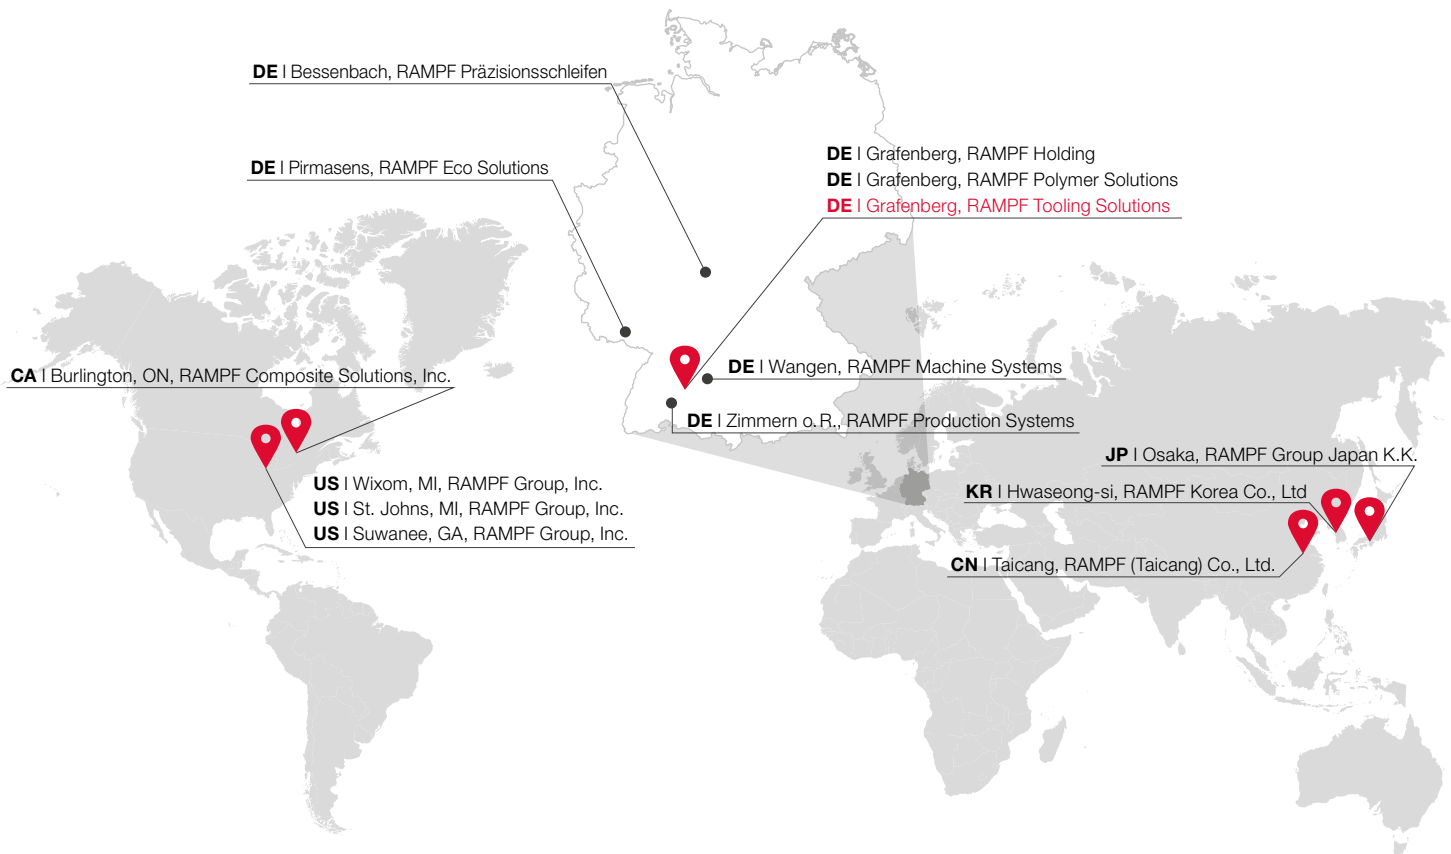 DE | Bessenbach, RAMPF Präzisionsschleifen
DE | Pirmasens, RAMPF Eco Solutions
DE | Grafenberg, RAMPF Holding
DE | Grafenberg, RAMPF Polymer Solutions
DE | Grafenberg, RAMPF Tooling Solutions
DE | Wangen, RAMPF Machine Systems
DE | Zimmern o.R., RAMPF Production Systems
CA | Burlington, ON, RAMPF Composite Solutions, Inc.
US | Wixom, MI, RAMPF Group, Inc.
US | St. Johns, MI, RAMPF Group, Inc.
US | Suwanee, GA, RAMPF Group, Inc.
JP | Osaka, RAMPF Group Japan K.K.
KR | Hwaseong-si, RAMPF Korea Co., Ltd
CN | Taicang, RAMPF (Taicang) Co., Ltd.